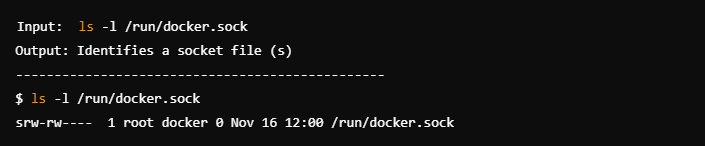 Input:  ls -l /run/docker.sock
Output: Identifies a socket file (s)
------------------------------------------------
$ ls -l /run/docker.sock
srw-rw----  1 root docker 0 Nov 16 12:00 /run/docker.sock